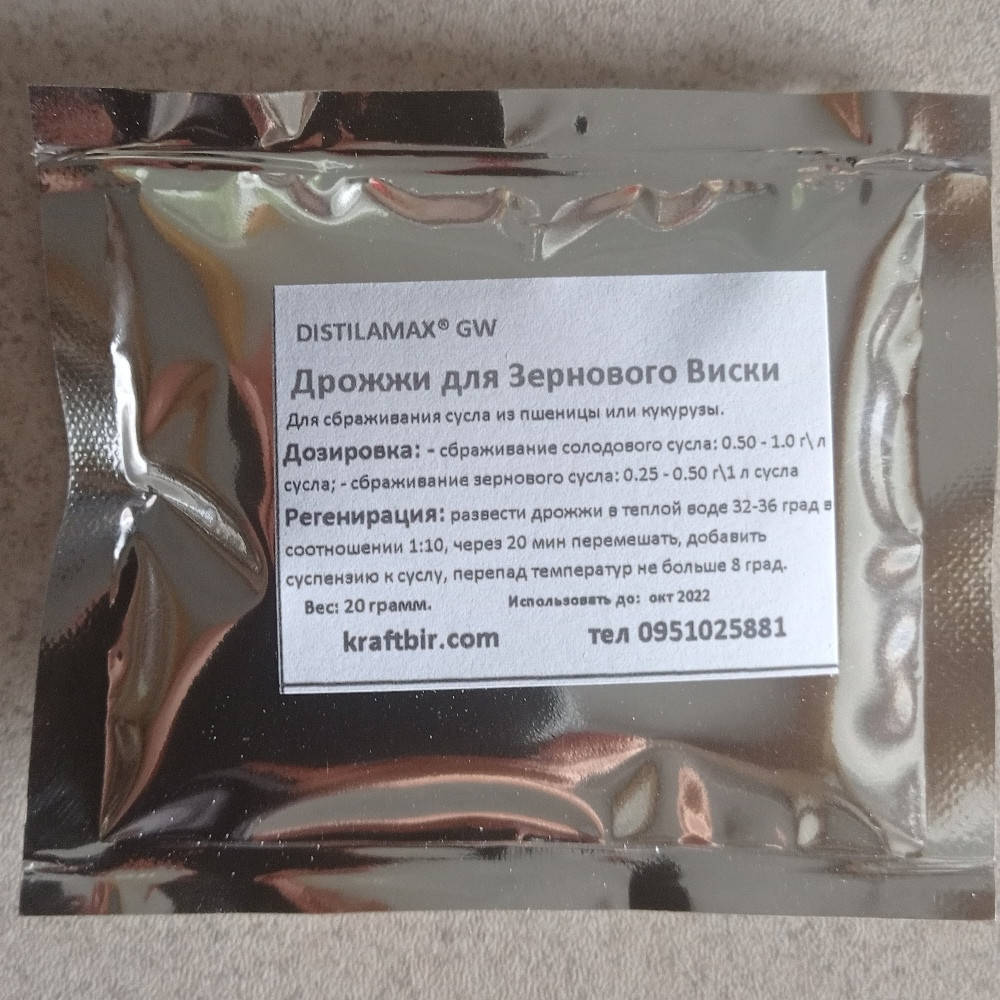 DISTILAMAX® GW
Дрожжи для Зернового Виски
Для сбраживания сусла из пшеницы или кукурузы.
Дозировка: - сбраживание солодового сусла: 0.50 - 1.0 г\ л
сусла; - сбраживание зернового сусла: 0.25 - 0.50 г\1 л сусла
Регенирация: развести дрожжи в теплой воде 32-36 град в
соотношении 1:10, через 20 мин перемешать, добавить
суспензию к суслу, перепад температур не больше 8 град.
Вес: 20 грамм. Использовать до: окт 2022
kraftbir.com тел 0951025881